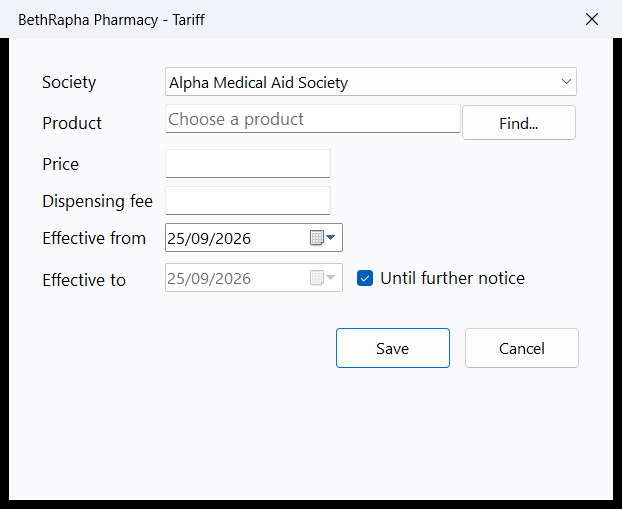 BethRapha Pharmacy - Tariff
Society Alpha Medical Aid Society
Product Choose a product Find...
Price
Dispensing fee
Effective from 25/09/2026
Effective to 25/09/2026 Until further notice
Save Cancel